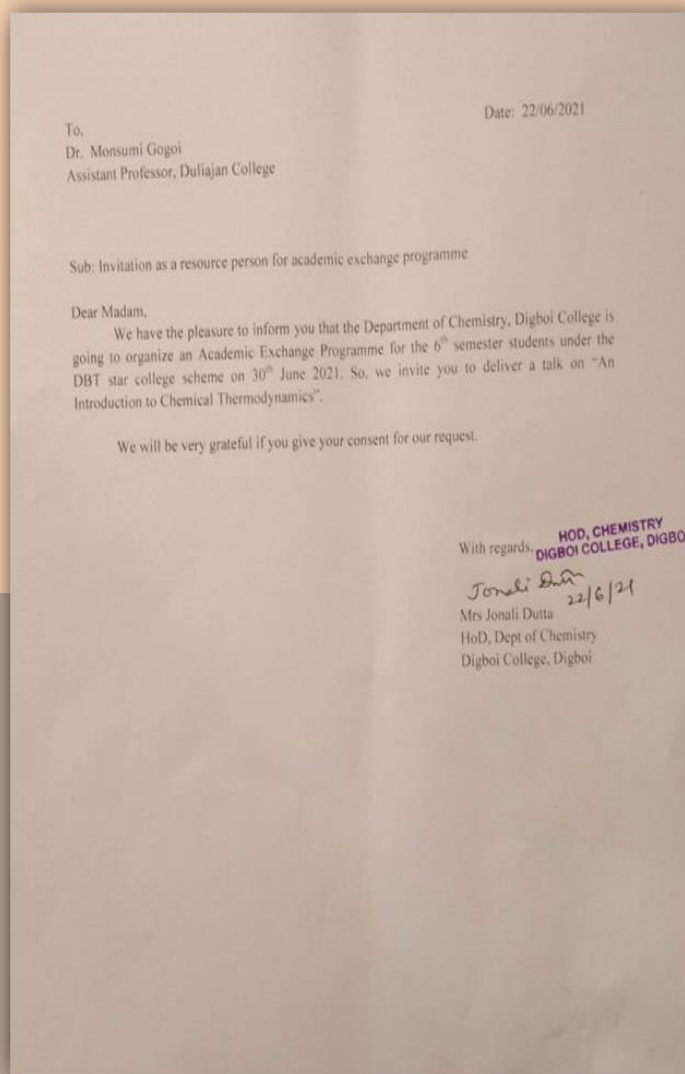 Date: 22/06/2021
To,
Dr. Monsumi Gogoi
Assistant Professor, Duliajan College
Sub: Invitation as a resource person for academic exchange programme
Dear Madam,
We have the pleasure to inform you that the Department of Chemistry, Digboi College is
going to organize an Academic Exchange Programme for the 6th semester students under the
DBT star college scheme on 30th June 2021. So, we invite you to deliver a talk on “An
Introduction to Chemical Thermodynamics”.
We will be very grateful if you give your consent for our request.
With regards,
HOD, CHEMISTRY
DIGBOI COLLEGE, DIGBO
Jonali Dutta
22/6/21
Mrs Jonali Dutta
HoD, Dept of Chemistry
Digboi College, Digboi